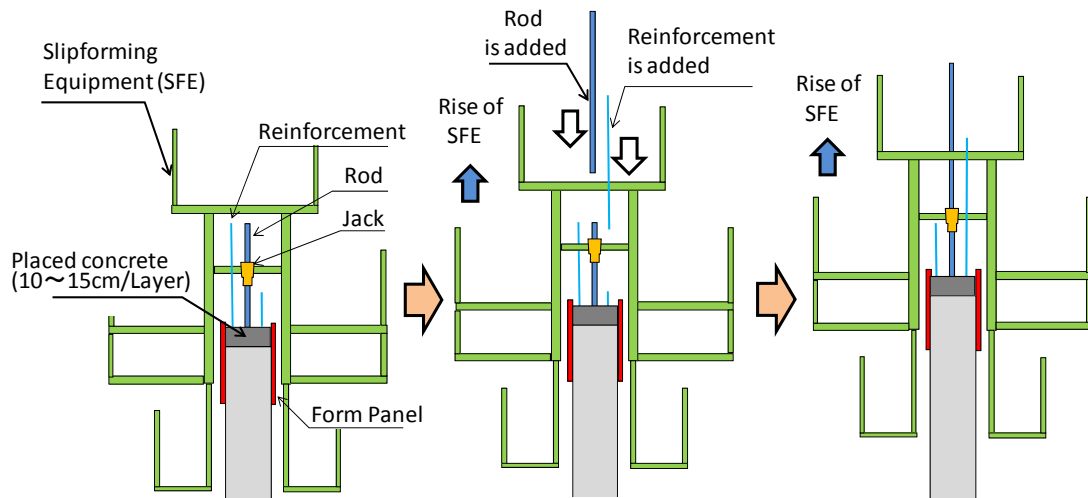 Slipforming
Equipment (SFE)
Reinforcement
Rod
Jack
Placed concrete
(10～15cm/Layer)
Form Panel
Rod
is added
Reinforcement
is added
Rise of
SFE
Rise of
SFE